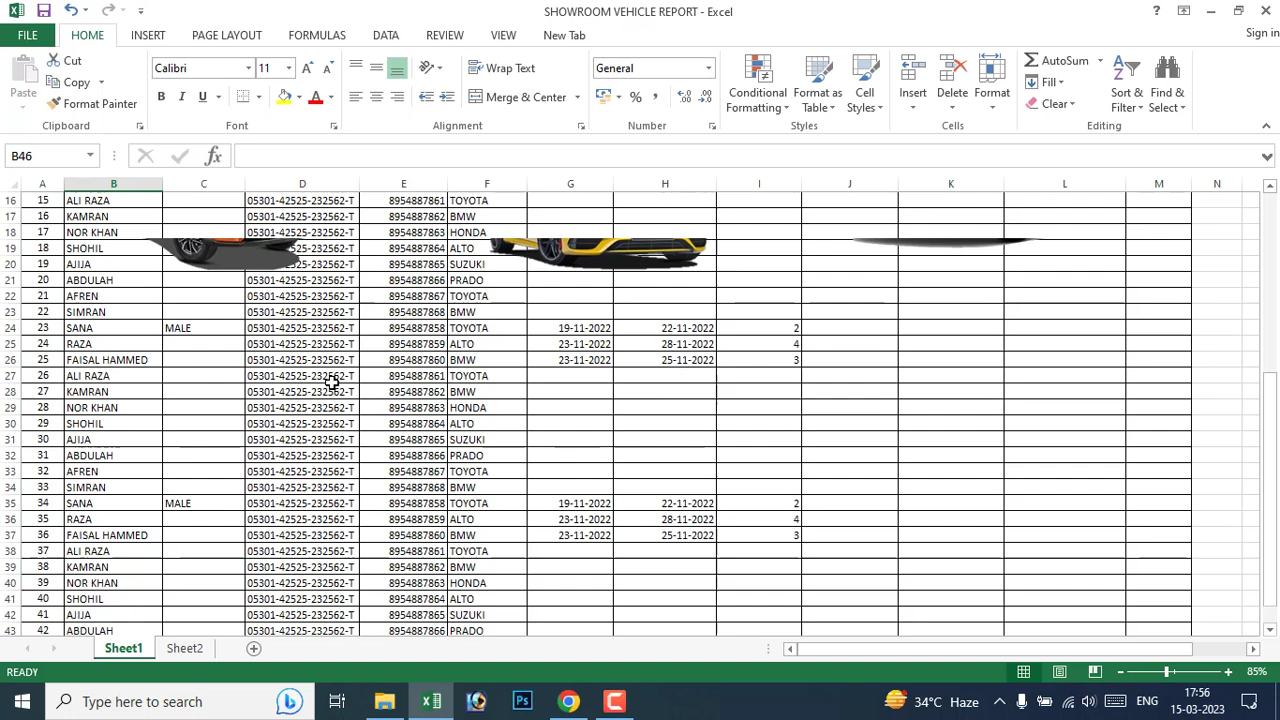 SHOWROOM VEHICLE REPORT - Excel
? Sign in
FILE HOME INSERT PAGE LAYOUT FORMULAS DATA REVIEW VIEW New Tab
Paste Cut Copy Format Painter
Calibri 11 A A B I U A
Wrap Text Merge & Center
General % ,
Conditional Formatting Format as Table Cell Styles
Insert Delete Format
AutoSum Fill Clear Sort & Filter Find & Select
Clipboard Font Alignment Number Styles Cells Editing
B46 fx
A B C D E F G H I J K L M N
16 15 ALI RAZA 05301-42525-232562-T 8954887861 TOYOTA
17 16 KAMRAN 05301-42525-232562-T 8954887862 BMW
18 17 NOR KHAN 05301-42525-232562-T 8954887863 HONDA
19 18 SHOHIL 05301-42525-232562-T 8954887864 ALTO
20 19 AJIJA 05301-42525-232562-T 8954887865 SUZUKI
21 20 ABDULAH 05301-42525-232562-T 8954887866 PRADO
22 21 AFREN 05301-42525-232562-T 8954887867 TOYOTA
23 22 SIMRAN 05301-42525-232562-T 8954887868 BMW
24 23 SANA MALE 05301-42525-232562-T 8954887858 TOYOTA 19-11-2022 22-11-2022 2
25 24 RAZA 05301-42525-232562-T 8954887859 ALTO 23-11-2022 28-11-2022 4
26 25 FAISAL HAMMED 05301-42525-232562-T 8954887860 BMW 23-11-2022 25-11-2022 3
27 26 ALI RAZA 05301-42525-232562-T 8954887861 TOYOTA
28 27 KAMRAN 05301-42525-232562-T 8954887862 BMW
29 28 NOR KHAN 05301-42525-232562-T 8954887863 HONDA
30 29 SHOHIL 05301-42525-232562-T 8954887864 ALTO
31 30 AJIJA 05301-42525-232562-T 8954887865 SUZUKI
32 31 ABDULAH 05301-42525-232562-T 8954887866 PRADO
33 32 AFREN 05301-42525-232562-T 8954887867 TOYOTA
34 33 SIMRAN 05301-42525-232562-T 8954887868 BMW
35 34 SANA MALE 05301-42525-232562-T 8954887858 TOYOTA 19-11-2022 22-11-2022 2
36 35 RAZA 05301-42525-232562-T 8954887859 ALTO 23-11-2022 28-11-2022 4
37 36 FAISAL HAMMED 05301-42525-232562-T 8954887860 BMW 23-11-2022 25-11-2022 3
38 37 ALI RAZA 05301-42525-232562-T 8954887861 TOYOTA
39 38 KAMRAN 05301-42525-232562-T 8954887862 BMW
40 39 NOR KHAN 05301-42525-232562-T 8954887863 HONDA
41 40 SHOHIL 05301-42525-232562-T 8954887864 ALTO
42 41 AJIJA 05301-42525-232562-T 8954887865 SUZUKI
43 42 ABDULAH 05301-42525-232562-T 8954887866 PRADO
Sheet1 Sheet2
READY 85%
Type here to search Ps 34°C Haze ENG 17:56
15-03-2023